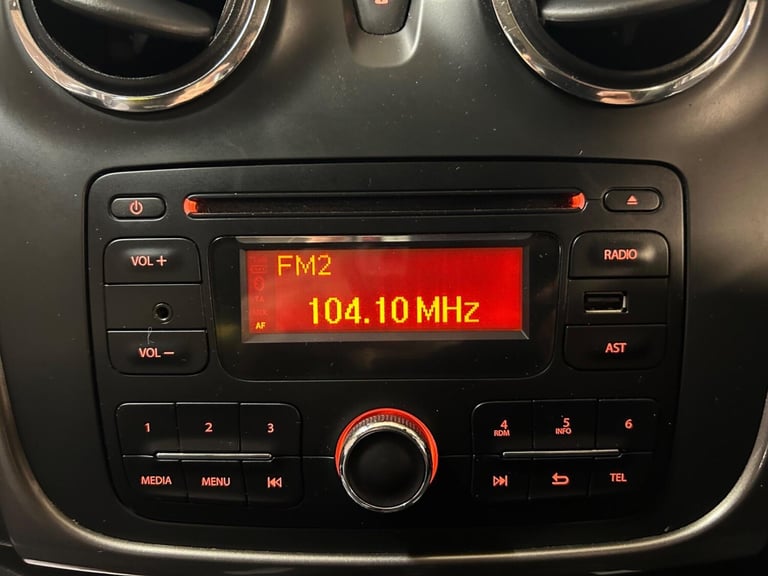 VOL +
RADIO
FM2
104.10 MHz
AF
VOL −
AST
1 2 3
4 5 6
RDM INFO
MEDIA MENU
TEL